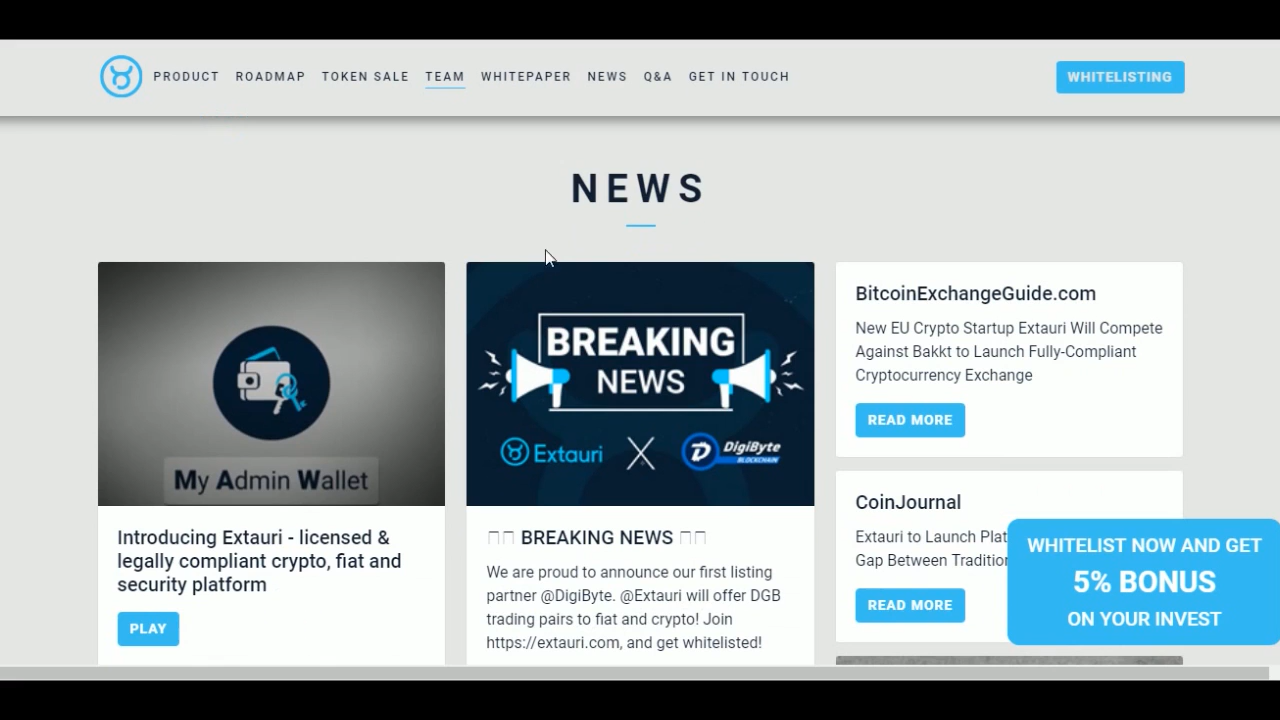 PRODUCT ROADMAP TOKEN SALE TEAM WHITEPAPER NEWS Q&A GET IN TOUCH WHITELISTING
NEWS
My Admin Wallet
Introducing Extauri - licensed &
legally compliant crypto, fiat and
security platform
PLAY
BREAKING
NEWS
Extauri X DigiByte
BLOCKCHAIN
BREAKING NEWS
We are proud to announce our first listing
partner @DigiByte. @Extauri will offer DGB
trading pairs to fiat and crypto! Join
https://extauri.com, and get whitelisted!
BitcoinExchangeGuide.com
New EU Crypto Startup Extauri Will Compete
Against Bakkt to Launch Fully-Compliant
Cryptocurrency Exchange
READ MORE
CoinJournal
Extauri to Launch
Gap Between
READ MORE
WHITELIST NOW AND GET
5% BONUS
ON YOUR INVEST